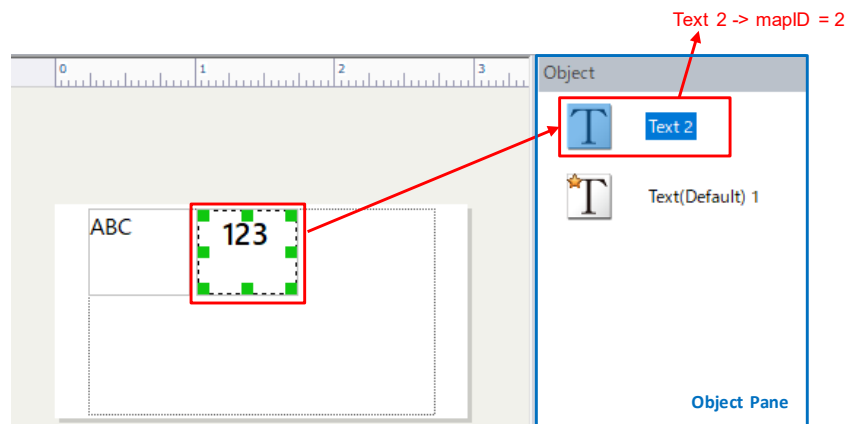 Text 2 -> mapID = 2
0 1 2 3
Object
Text 2
Text(Default) 1
ABC
123
Object Pane